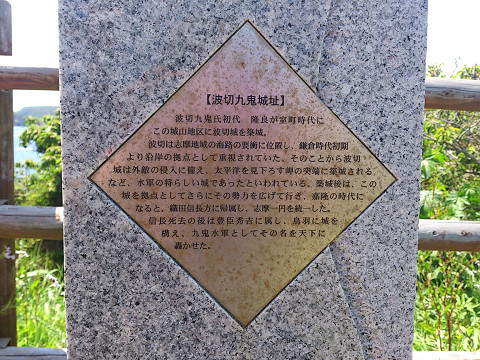 【波切九鬼城址】
波切九鬼氏初代　隆良が室町時代に
この城山地区に波切城を築城。
波切は志摩地域の海路の要衝に位置し、鎌倉時代初期
より沿岸の拠点として重視されていた。そのことから波切
城は外敵の侵入に備え、太平洋を見下ろす岬の突端に築城される
など、水軍の将らしい城であったといわれている。築城後は、この
城を拠点としてさらにその勢力を広げて行き、嘉隆の時代に
なると、織田信長方に帰属し、志摩一円を統一した。
信長死去の後は豊臣秀吉に属し、鳥羽に城を
構え、九鬼水軍としてその名を天下に
轟かせた。